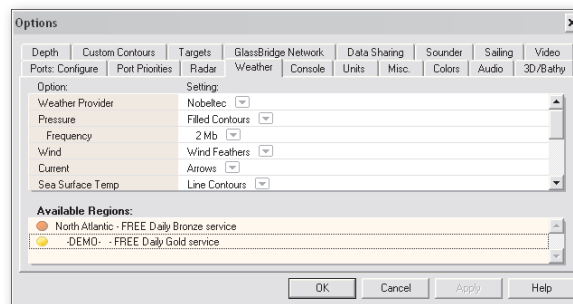 Options
Depth Custom Contours Targets GlassBridge Network Data Sharing Sounder Sailing Video
Ports: Configure Port Priorities Radar Weather Console Units Misc. Colors Audio 3D/Bathy
Option: Setting:
Weather Provider Nobeltec
Pressure Filled Contours
Frequency 2 Mb
Wind Wind Feathers
Current Arrows
Sea Surface Temp Line Contours
Available Regions:
North Atlantic - FREE Daily Bronze service
-DEMO- - FREE Daily Gold service
OK Cancel Apply Help